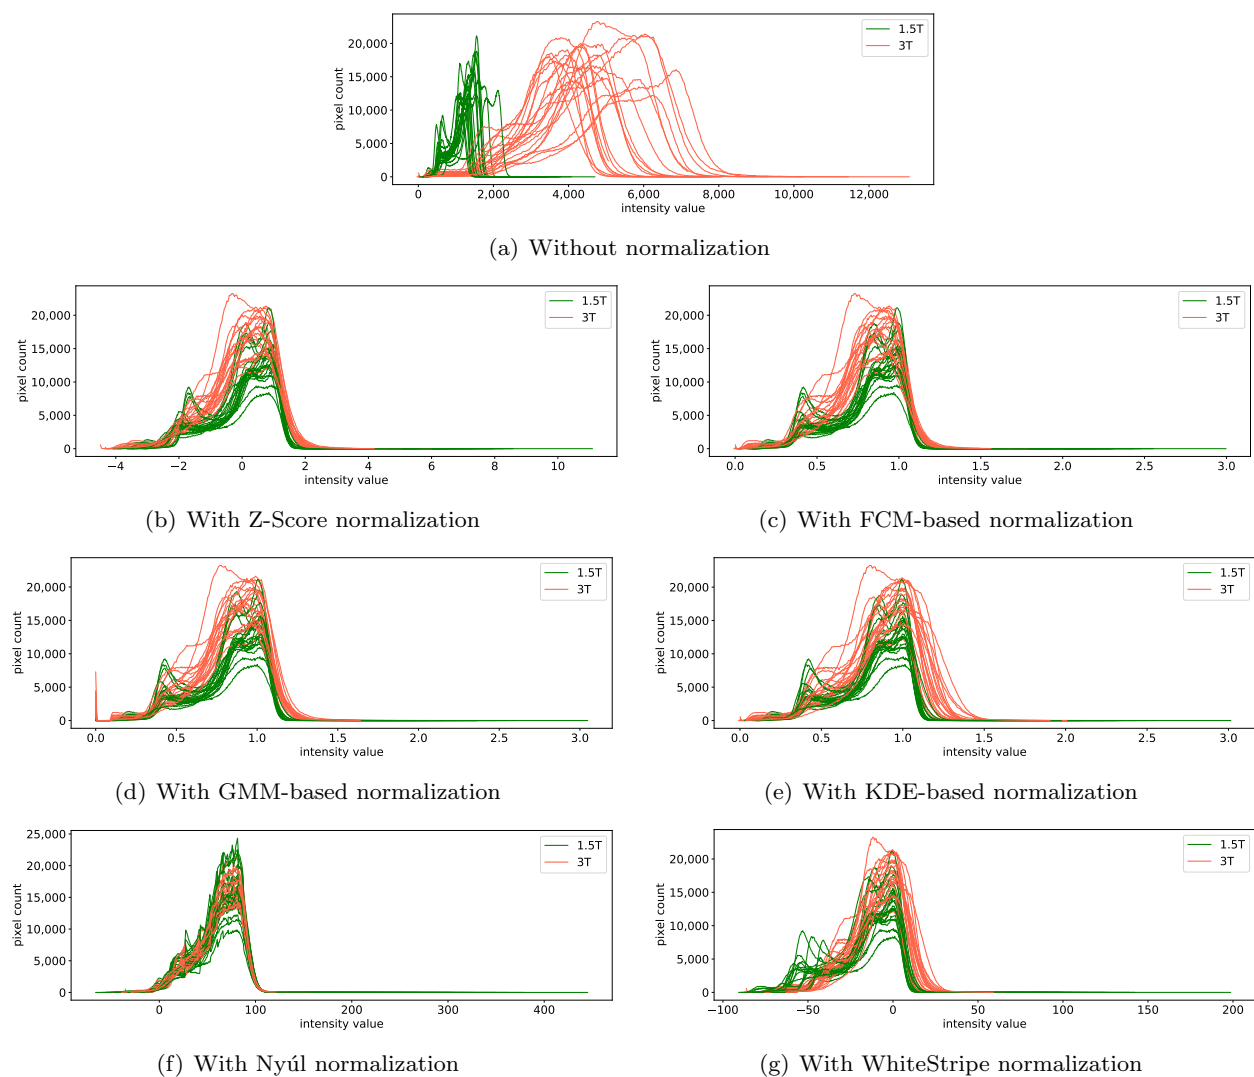 20,000
15,000
10,000
5,000
0
pixel count
1.5T
3T
0
2,000
4,000
6,000
8,000
10,000
12,000
intensity value
(a) Without normalization
20,000
15,000
10,000
5,000
0
pixel count
1.5T
3T
−4
−2
0
2
4
6
8
10
intensity value
(b) With Z-Score normalization
20,000
15,000
10,000
5,000
0
pixel count
1.5T
3T
0.0
0.5
1.0
1.5
2.0
2.5
3.0
intensity value
(c) With FCM-based normalization
20,000
15,000
10,000
5,000
0
pixel count
1.5T
3T
0.0
0.5
1.0
1.5
2.0
2.5
3.0
intensity value
(d) With GMM-based normalization
20,000
15,000
10,000
5,000
0
pixel count
1.5T
3T
0.0
0.5
1.0
1.5
2.0
2.5
3.0
intensity value
(e) With KDE-based normalization
25,000
20,000
15,000
10,000
5,000
0
pixel count
1.5T
3T
0
100
200
300
400
intensity value
(f) With Nyúl normalization
20,000
15,000
10,000
5,000
0
pixel count
1.5T
3T
−100
−50
0
50
100
150
200
intensity value
(g) With WhiteStripe normalization